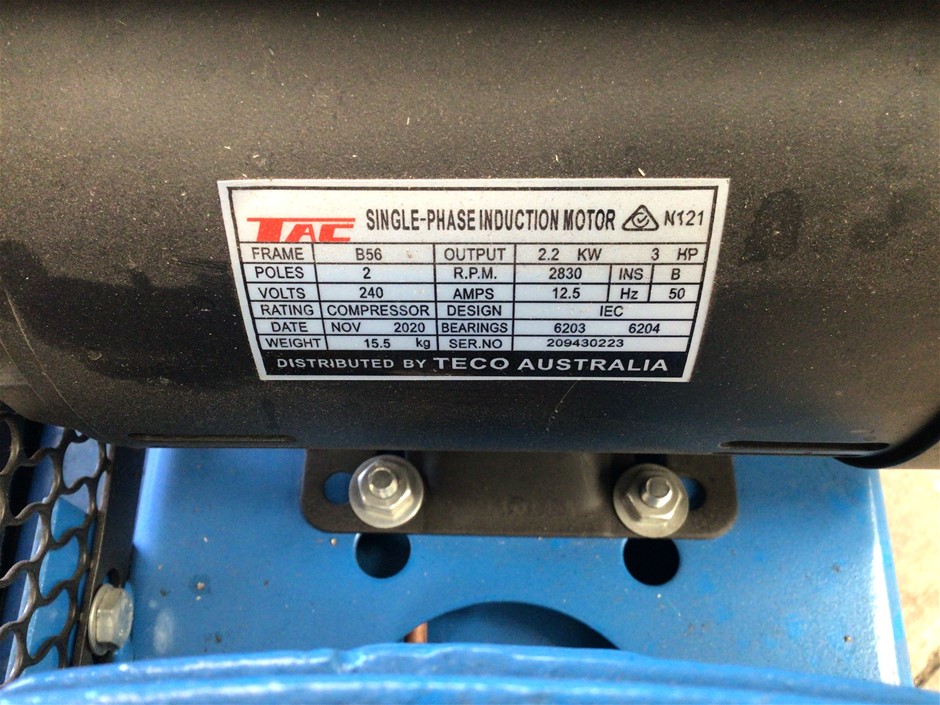 TAC SINGLE-PHASE INDUCTION MOTOR N121
FRAME B56 OUTPUT 2.2 KW 3 HP
POLES 2 R.P.M. 2830 INS B
VOLTS 240 AMPS 12.5 Hz 50
RATING COMPRESSOR DESIGN IEC
DATE NOV 2020 BEARINGS 6203 6204
WEIGHT 15.5 kg SER.NO 209430223
DISTRIBUTED BY TECO AUSTRALIA